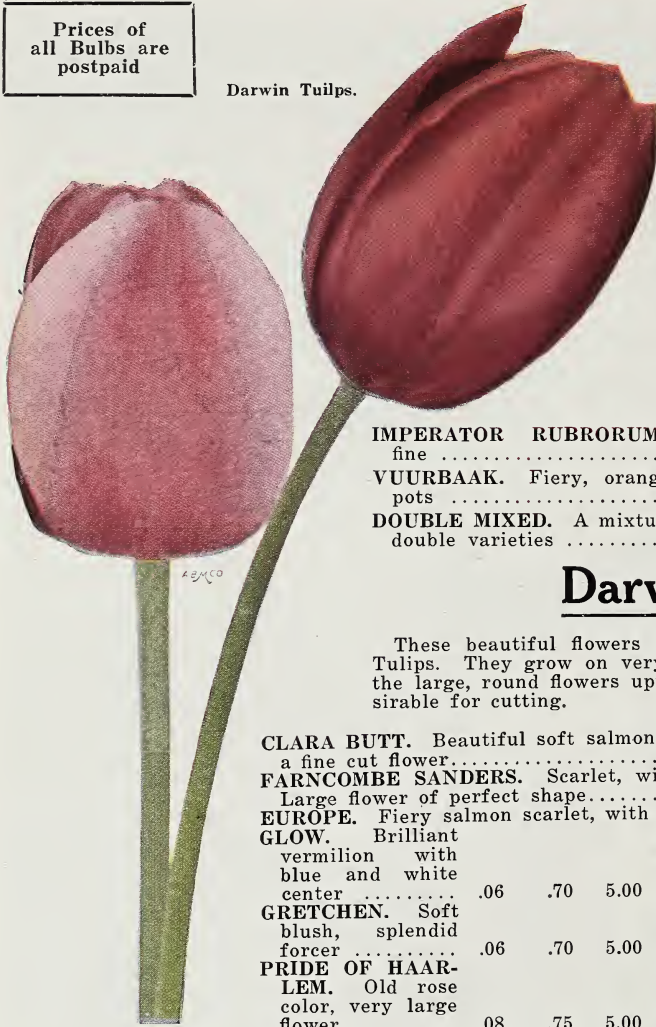 Prices of
all Bulbs are
postpaid
Darwin Tuilps.
IMPERATOR RUBRORUM
fine ....................
VUURBAAK. Fiery, orang
pots ...................
DOUBLE MIXED. A mixtu
double varieties .........
Darw
These beautiful flowers
Tulips. They grow on very
the large, round flowers up
sirable for cutting.
CLARA BUTT. Beautiful soft salmon
a fine cut flower....................
FARNCOMBE SANDERS. Scarlet, wi
Large flower of perfect shape.......
EUROPE. Fiery salmon scarlet, with
GLOW. Brilliant
vermilion with
blue and white
center ......... .06 .70 5.00
GRETCHEN. Soft
blush, splendid
forcer .......... .06 .70 5.00
PRIDE OF HAAR-
LEM. Old rose
color, very large
flower .08 .75 5.00